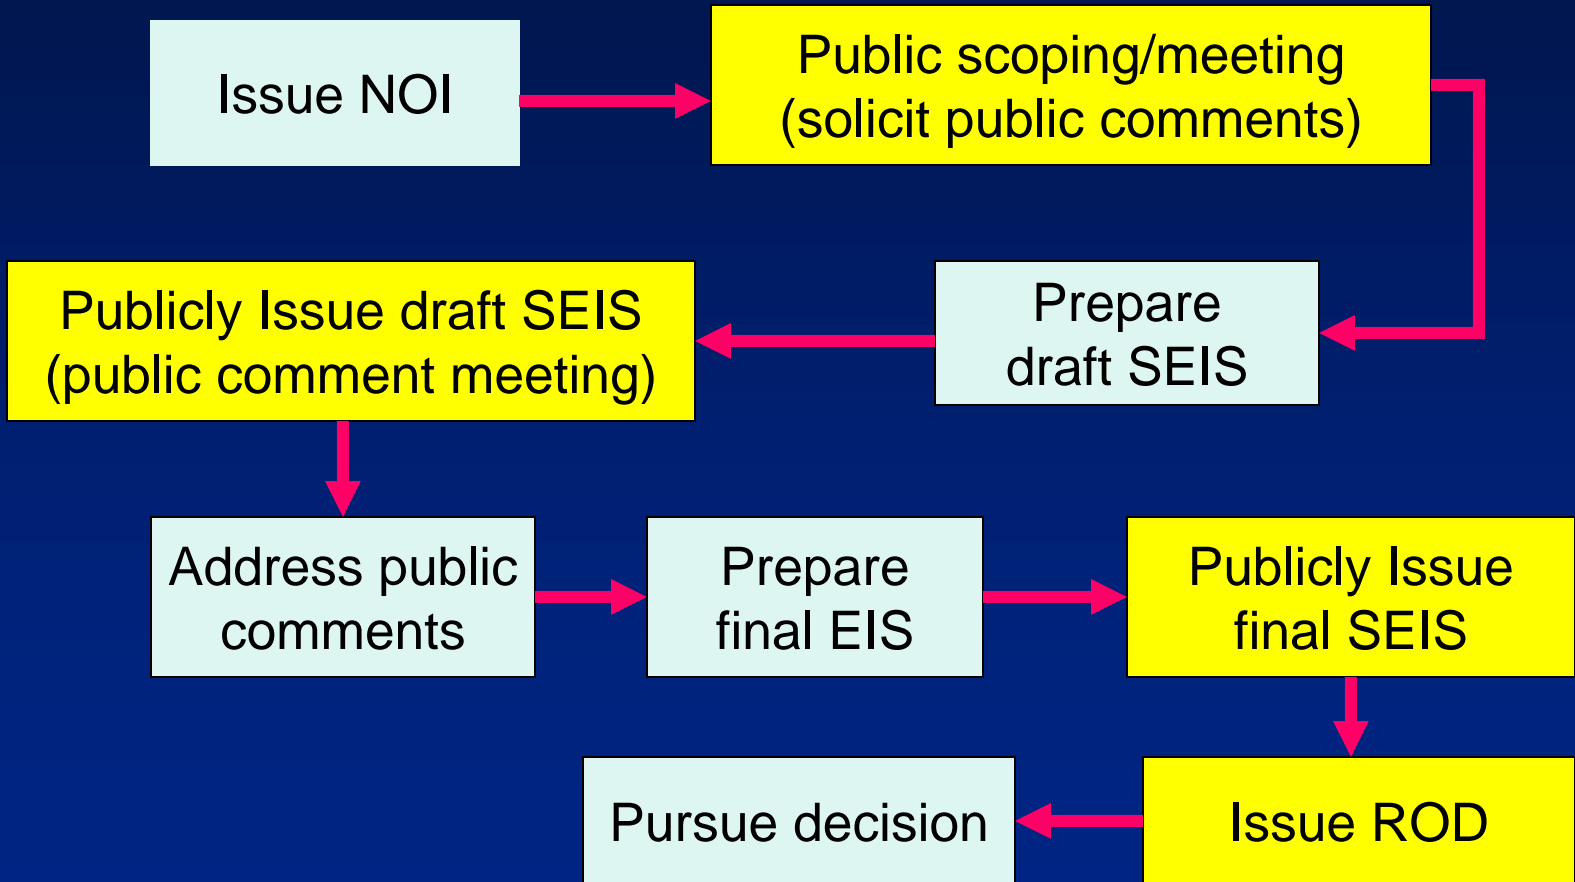 Issue NOI
Public scoping/meeting
(solicit public comments)
Prepare
draft SEIS
Publicly Issue draft SEIS
(public comment meeting)
Address public
comments
Prepare
final EIS
Publicly Issue
final SEIS
Issue ROD
Pursue decision